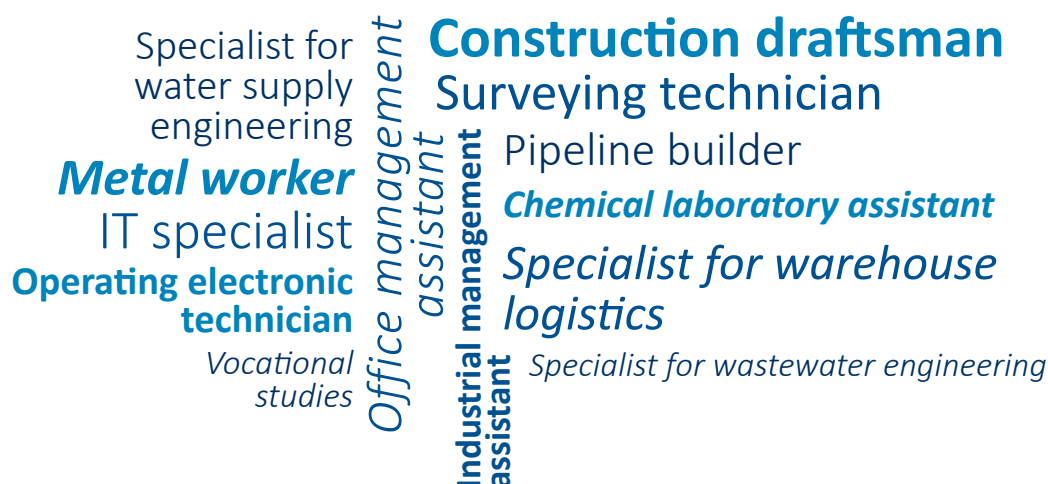 Specialist for
water supply
engineering
Metal worker
IT specialist
Operating electronic
technician
Vocational
studies
Office management
assistant
Industrial management
assistant
Construction draftsman
Surveying technician
Pipeline builder
Chemical laboratory assistant
Specialist for warehouse
logistics
Specialist for wastewater engineering